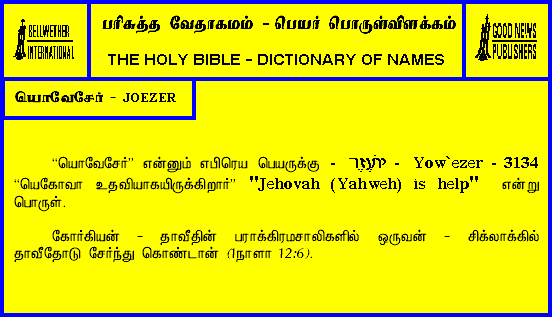 BELLWETHER
INTERNATIONAL
பரிசுத்த வேதாகமம் - பெயர் பொருள்விளக்கம்
THE HOLY BIBLE - DICTIONARY OF NAMES
GOOD NEWS
PUBLISHERS
யொவேசேர் - JOEZER
“யொவேசேர்” என்னும் எபிரெய பெயருக்கு - יוֹעֶזֶר - Yow`ezer - 3134
“யெகோவா உதவியாகயிருக்கிறார்” "Jehovah (Yahweh) is help" என்று
பொருள்.
கோர்கியன் - தாவீதின் பராக்கிரமசாலிகளில் ஒருவன் - சிக்லாக்கில்
தாவீதோடு சேர்ந்து கொண்டான் (1நாளா 12:6).